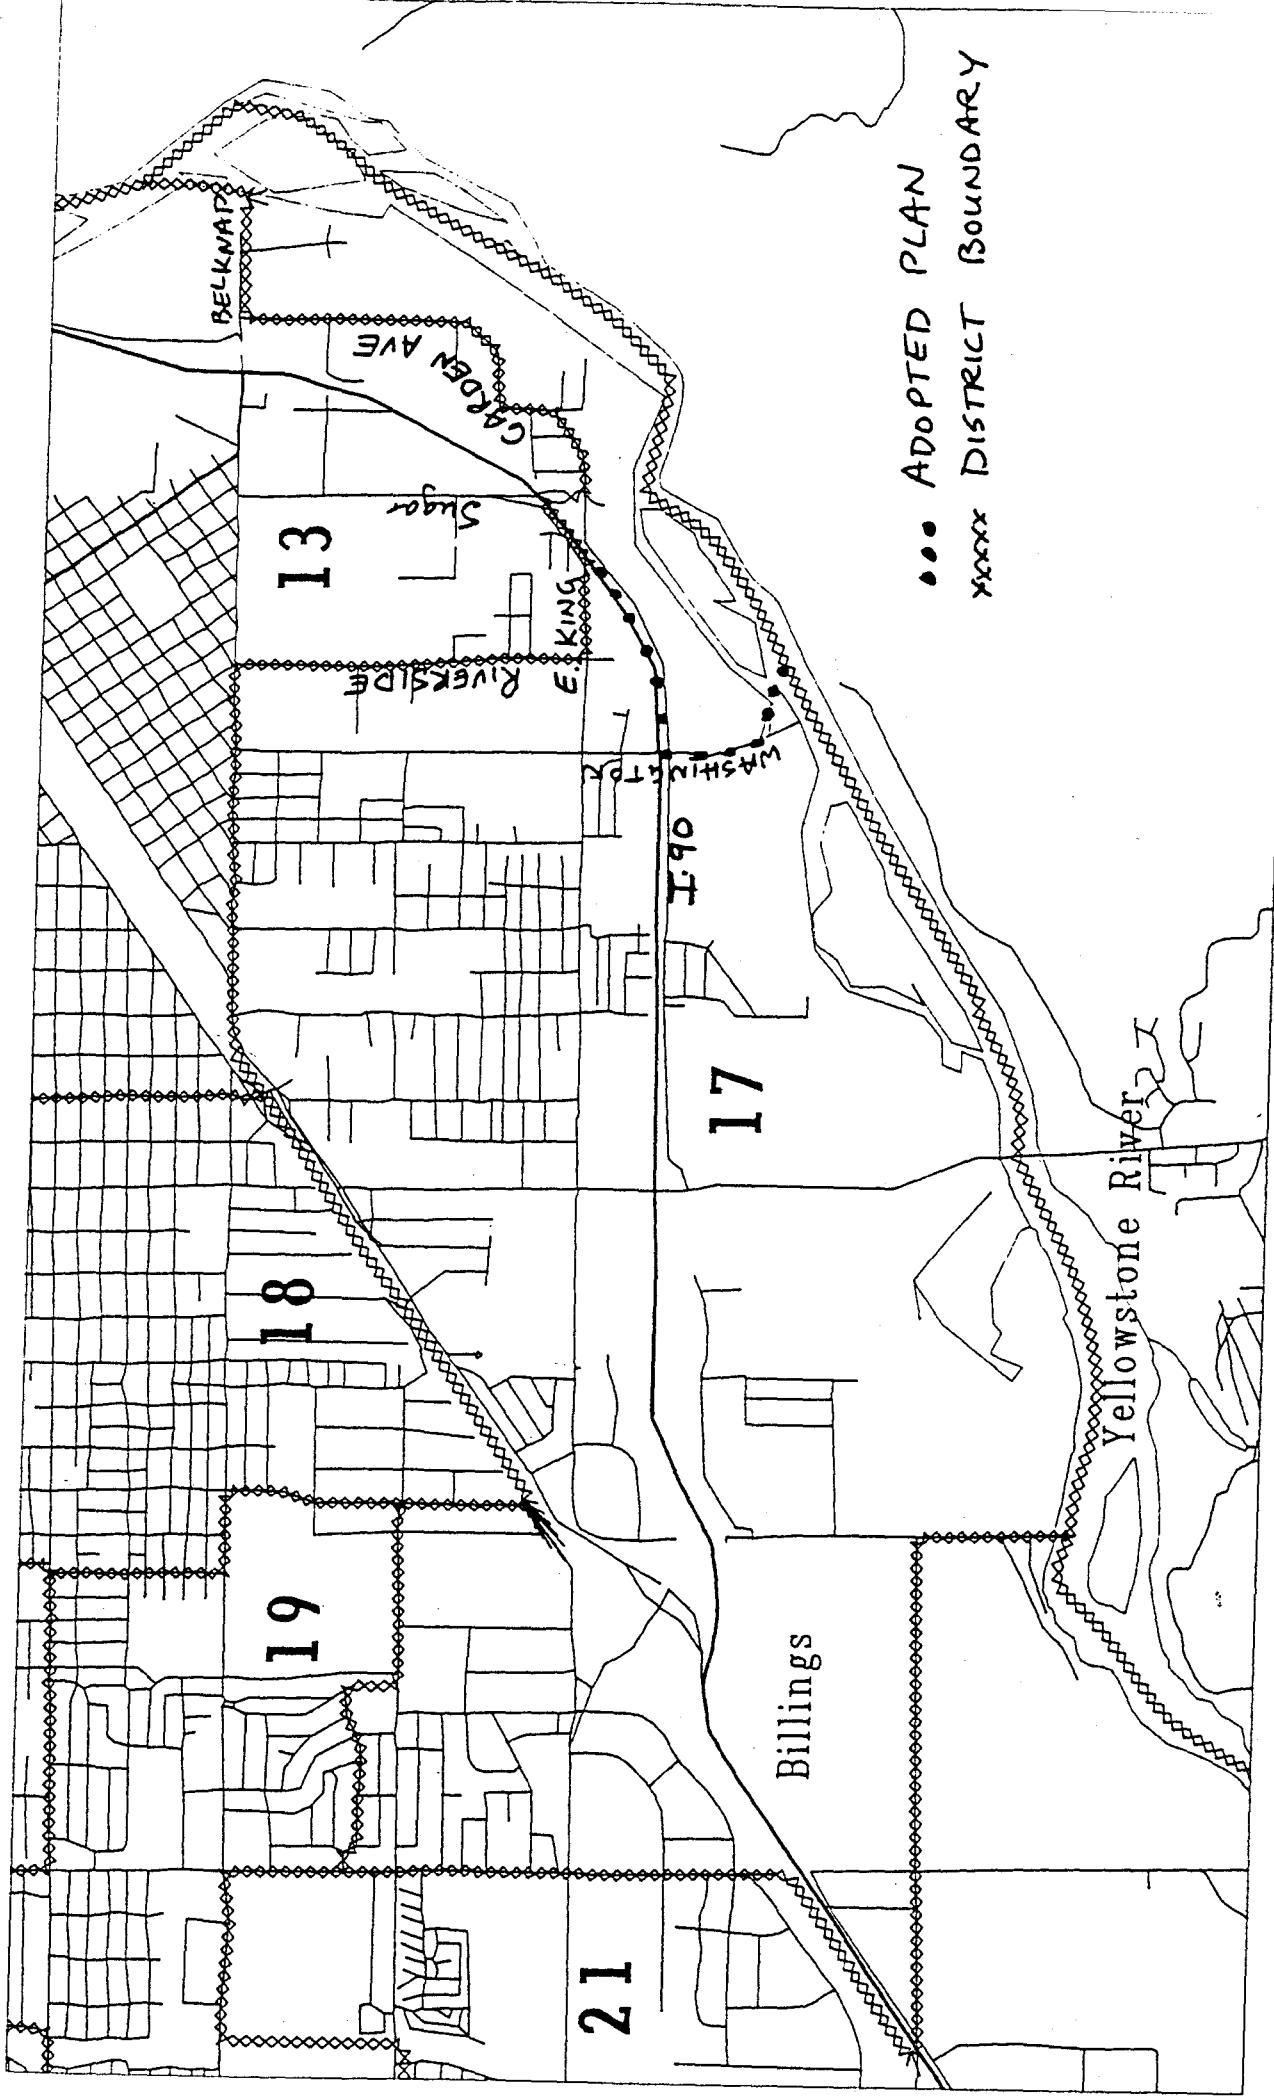 BELKNAP
GARDEN AVE
Sugar
13
E. KING
RIVERSIDE
WASHINGTON
I.90
••• ADOPTED PLAN
xxxxx DISTRICT BOUNDARY
17
18
Yellowstone River
19
Billings
21